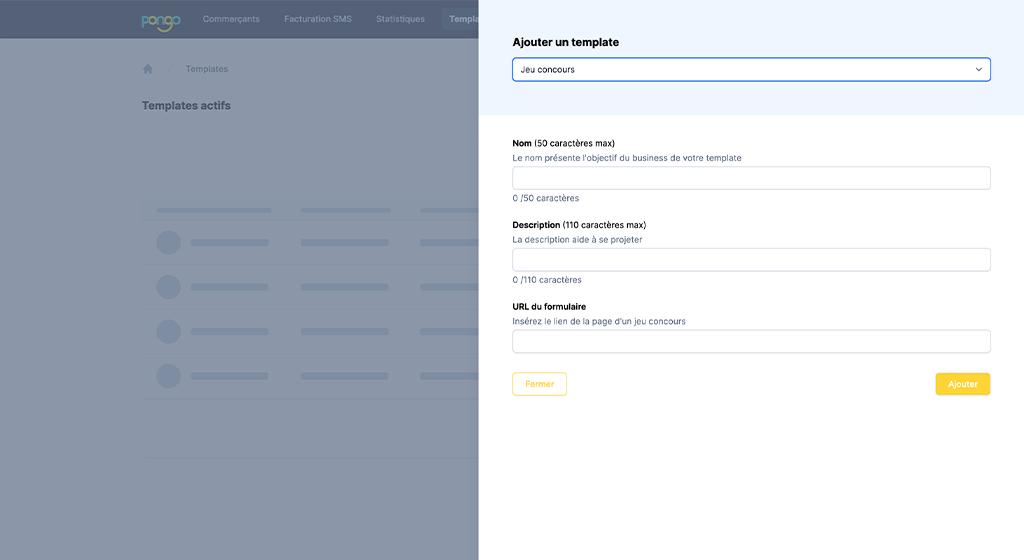 pongo
Commerçants
Facturation SMS
Statistiques
Templates
Templates actifs
Ajouter un template
Jeu concours
Nom (50 caractères max)
Le nom présente l'objectif du business de votre template
0 /50 caractères
Description (110 caractères max)
La description aide à se projeter
0 /110 caractères
URL du formulaire
Insérez le lien de la page d'un jeu concours
Fermer
Ajouter